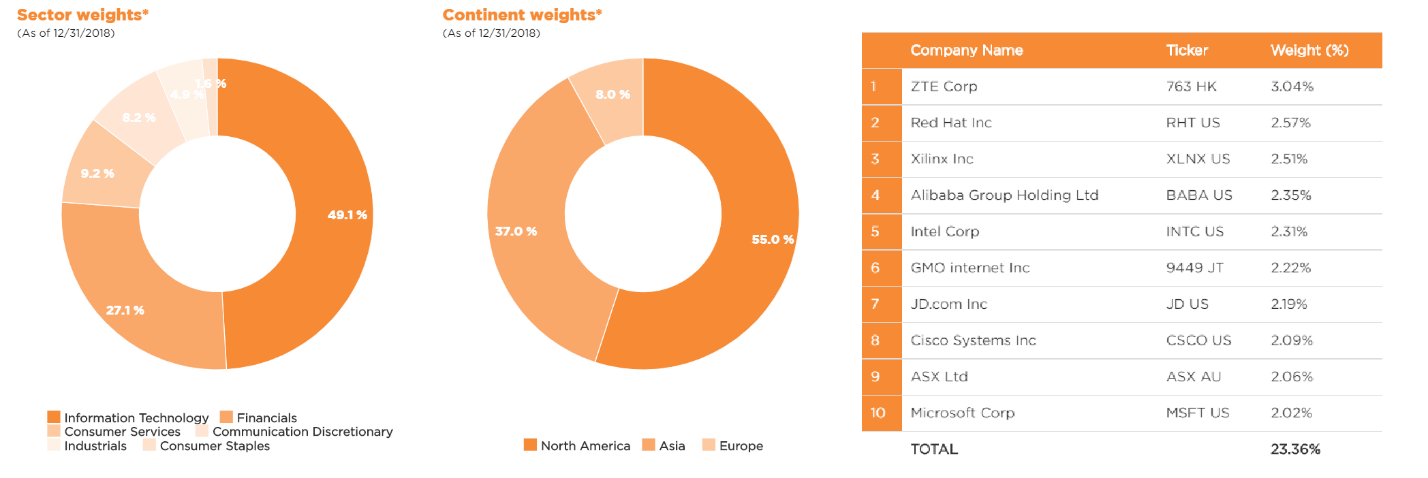 Sector weights*
(As of 12/31/2018)
1.6 %
4.9 %
8.2 %
9.2 %
49.1 %
27.1 %
Information Technology Financials
Consumer Services Communication Discretionary
Industrials Consumer Staples
Continent weights*
(As of 12/31/2018)
8.0 %
37.0 %
55.0 %
North America Asia Europe
Company Name Ticker Weight (%)
1 ZTE Corp 763 HK 3.04%
2 Red Hat Inc RHT US 2.57%
3 Xilinx Inc XLNX US 2.51%
4 Alibaba Group Holding Ltd BABA US 2.35%
5 Intel Corp INTC US 2.31%
6 GMO internet Inc 9449 JT 2.22%
7 JD.com Inc JD US 2.19%
8 Cisco Systems Inc CSCO US 2.09%
9 ASX Ltd ASX AU 2.06%
10 Microsoft Corp MSFT US 2.02%
TOTAL 23.36%